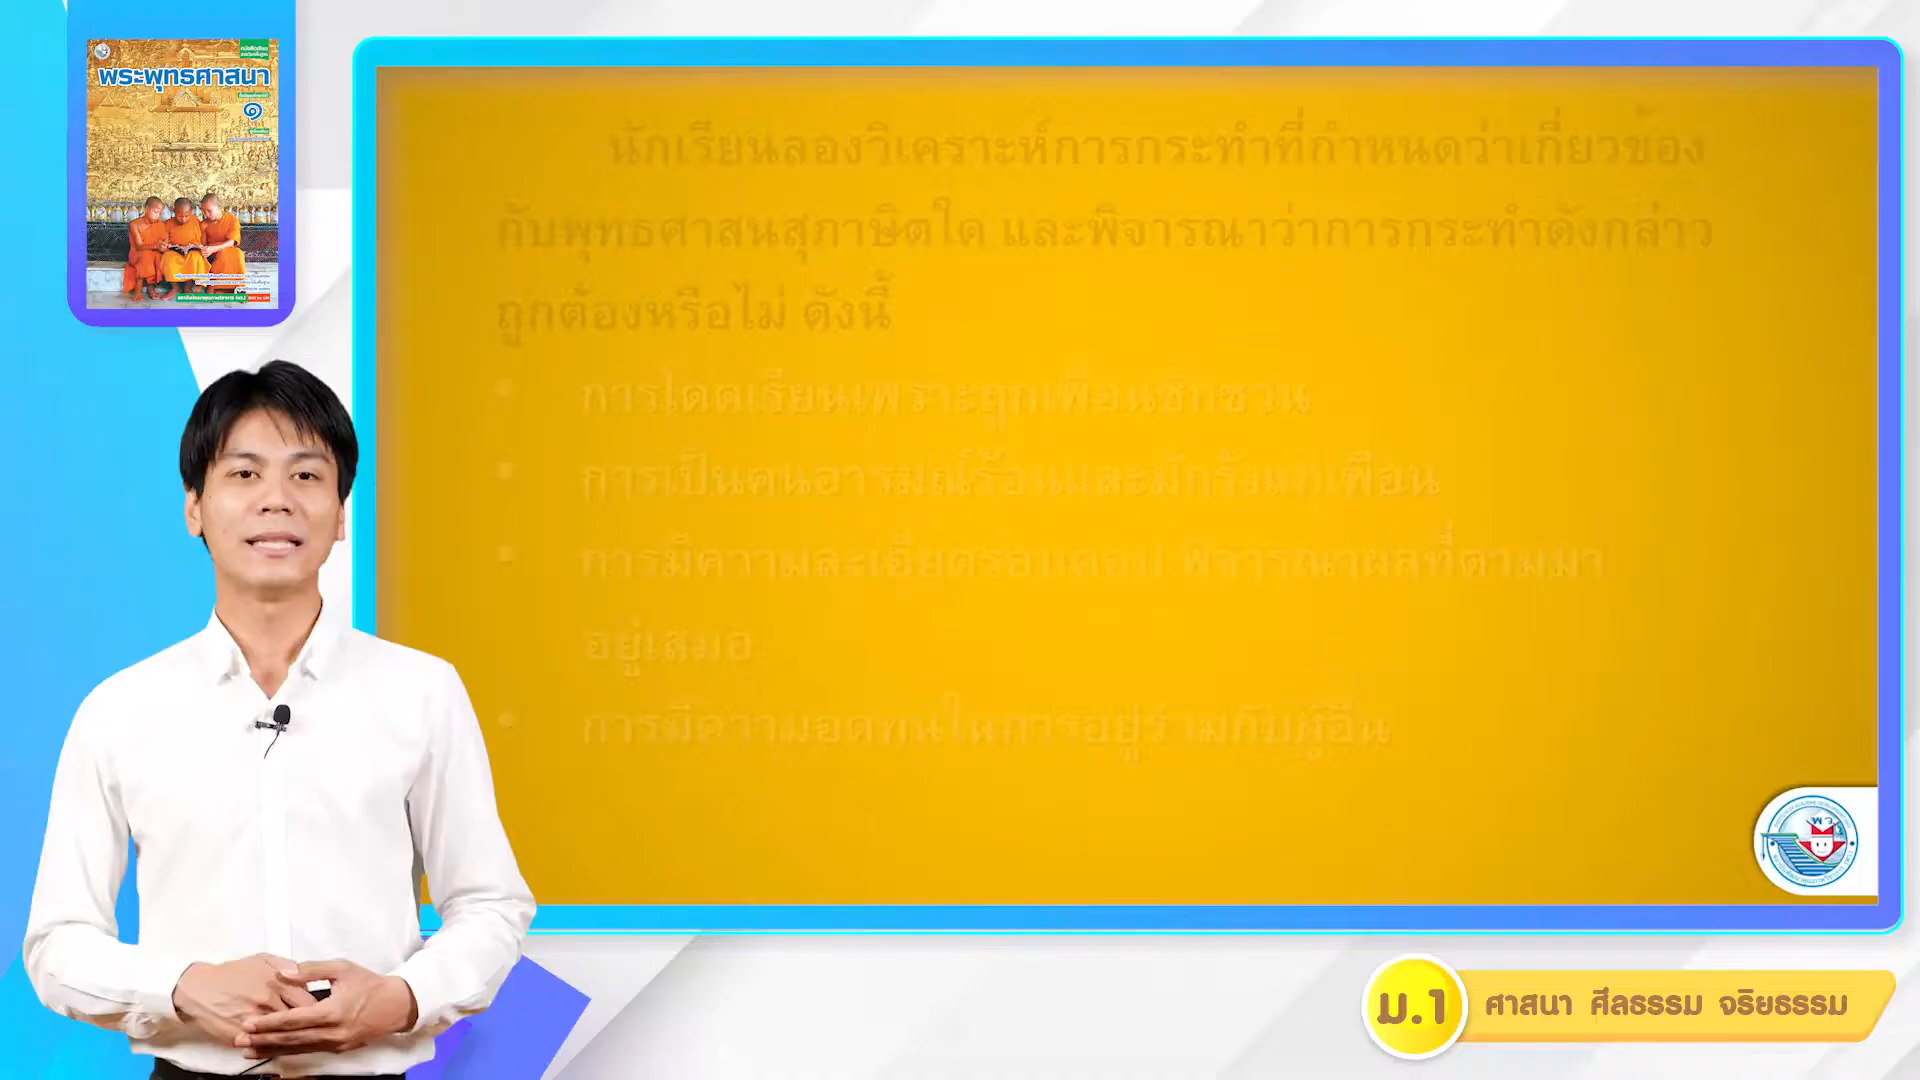 หนังสือเรียน
พระพุทธศาสนา
๑
นักเรียนลองวิเคราะห์การกระทำที่กำหนดว่าเกี่ยวข้อง
กับพุทธศาสนสุภาษิตใด และพิจารณาว่าการกระทำดังกล่าว
ถูกต้องหรือไม่ ดังนี้
• การโดดเรียนเพราะถูกเพื่อนชักชวน
• การเป็นคนอารมณ์ร้อนและมักรังแกเพื่อน
• การมีความละเอียดรอบคอบ พิจารณาผลที่ตามมา
อยู่เสมอ
• การมีความอดทนในการอยู่ร่วมกับผู้อื่น
พว
ม.1 ศาสนา ศีลธรรม จริยธรรม